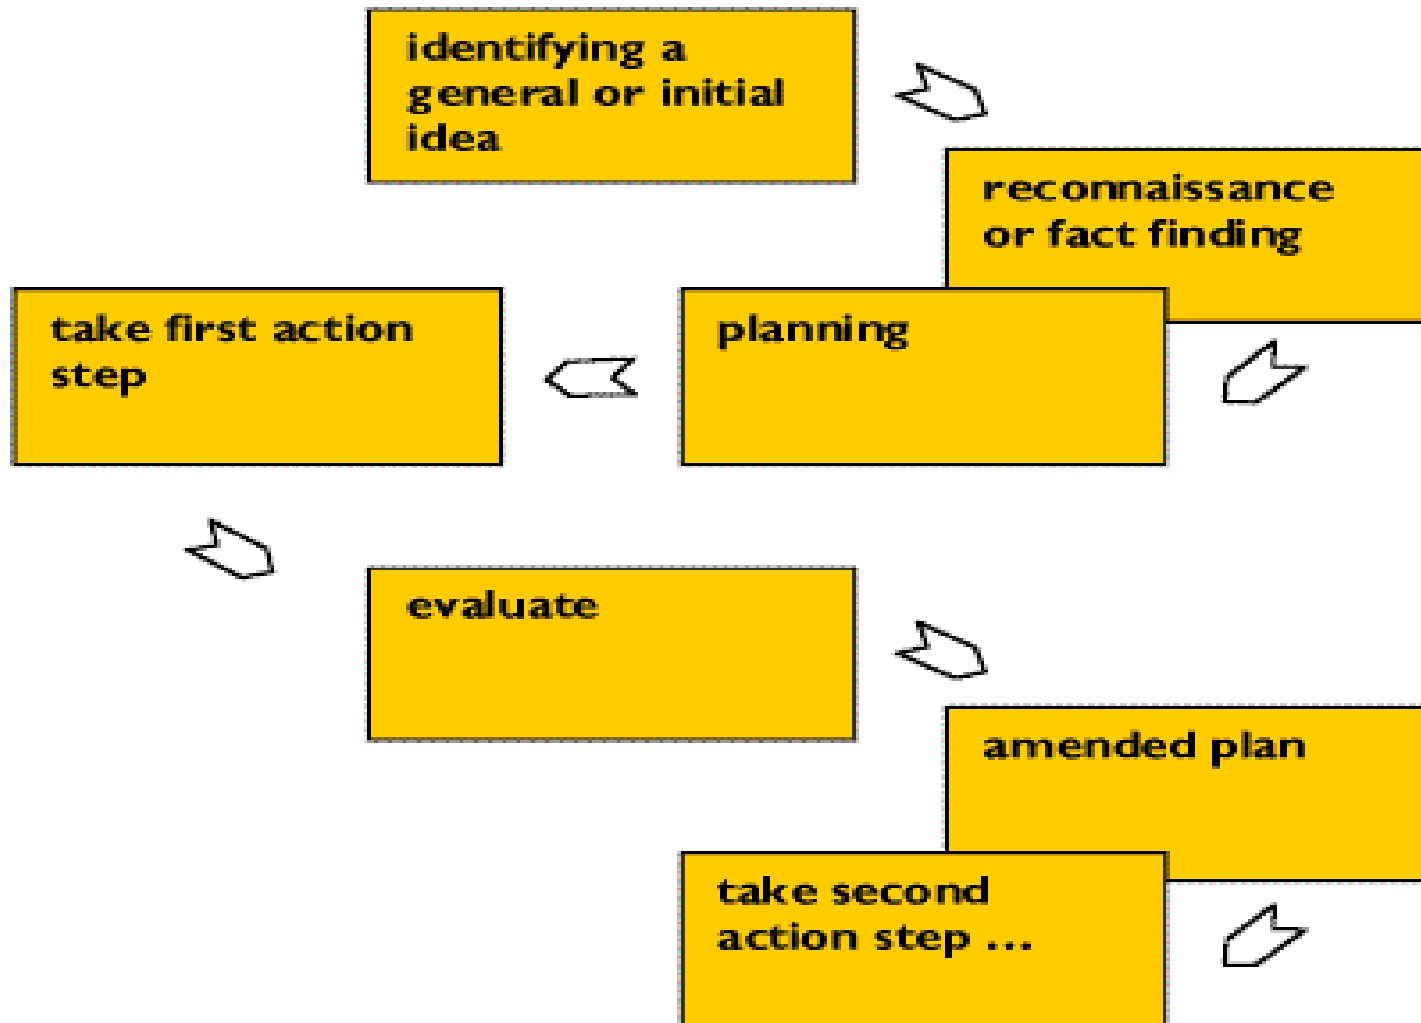 identifying a
general or initial
idea
reconnaissance
or fact finding
planning
take first action
step
evaluate
amended plan
take second
action step ...